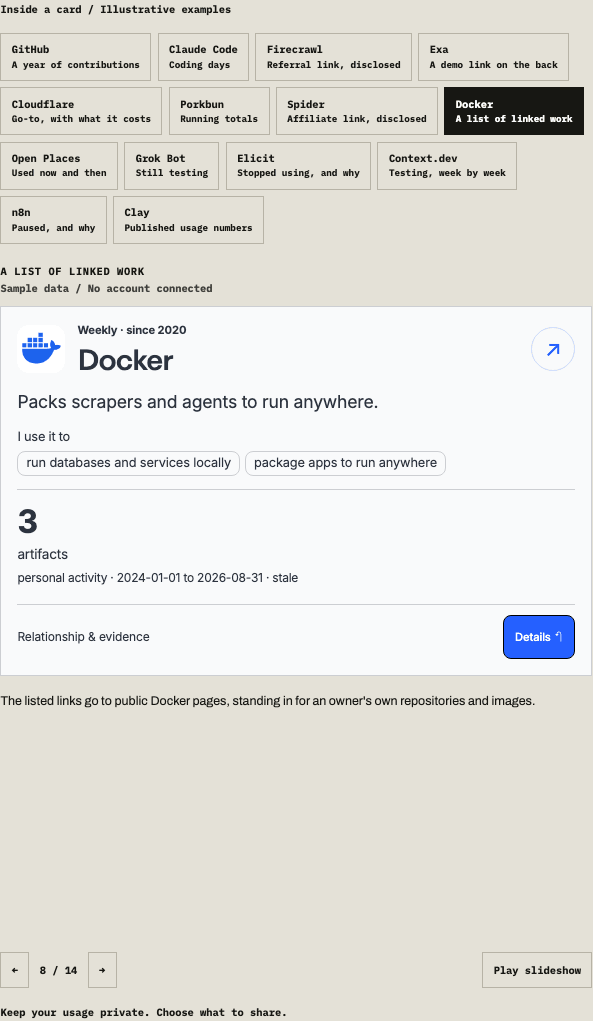 Inside a card / Illustrative examples
GitHub
A year of contributions
Claude Code
Coding days
Firecrawl
Referral link, disclosed
Exa
A demo link on the back
Cloudflare
Go-to, with what it costs
Porkbun
Running totals
Spider
Affiliate link, disclosed
Docker
A list of linked work
Open Places
Used now and then
Grok Bot
Still testing
Elicit
Stopped using, and why
Context.dev
Testing, week by week
n8n
Paused, and why
Clay
Published usage numbers
A LIST OF LINKED WORK
Sample data / No account connected
Weekly · since 2020
Docker
Packs scrapers and agents to run anywhere.
I use it to
run databases and services locally
package apps to run anywhere
3
artifacts
personal activity · 2024-01-01 to 2026-08-31 · stale
Relationship & evidence
Details
The listed links go to public Docker pages, standing in for an owner's own repositories and images.
← 8 / 14 →
Play slideshow
Keep your usage private. Choose what to share.